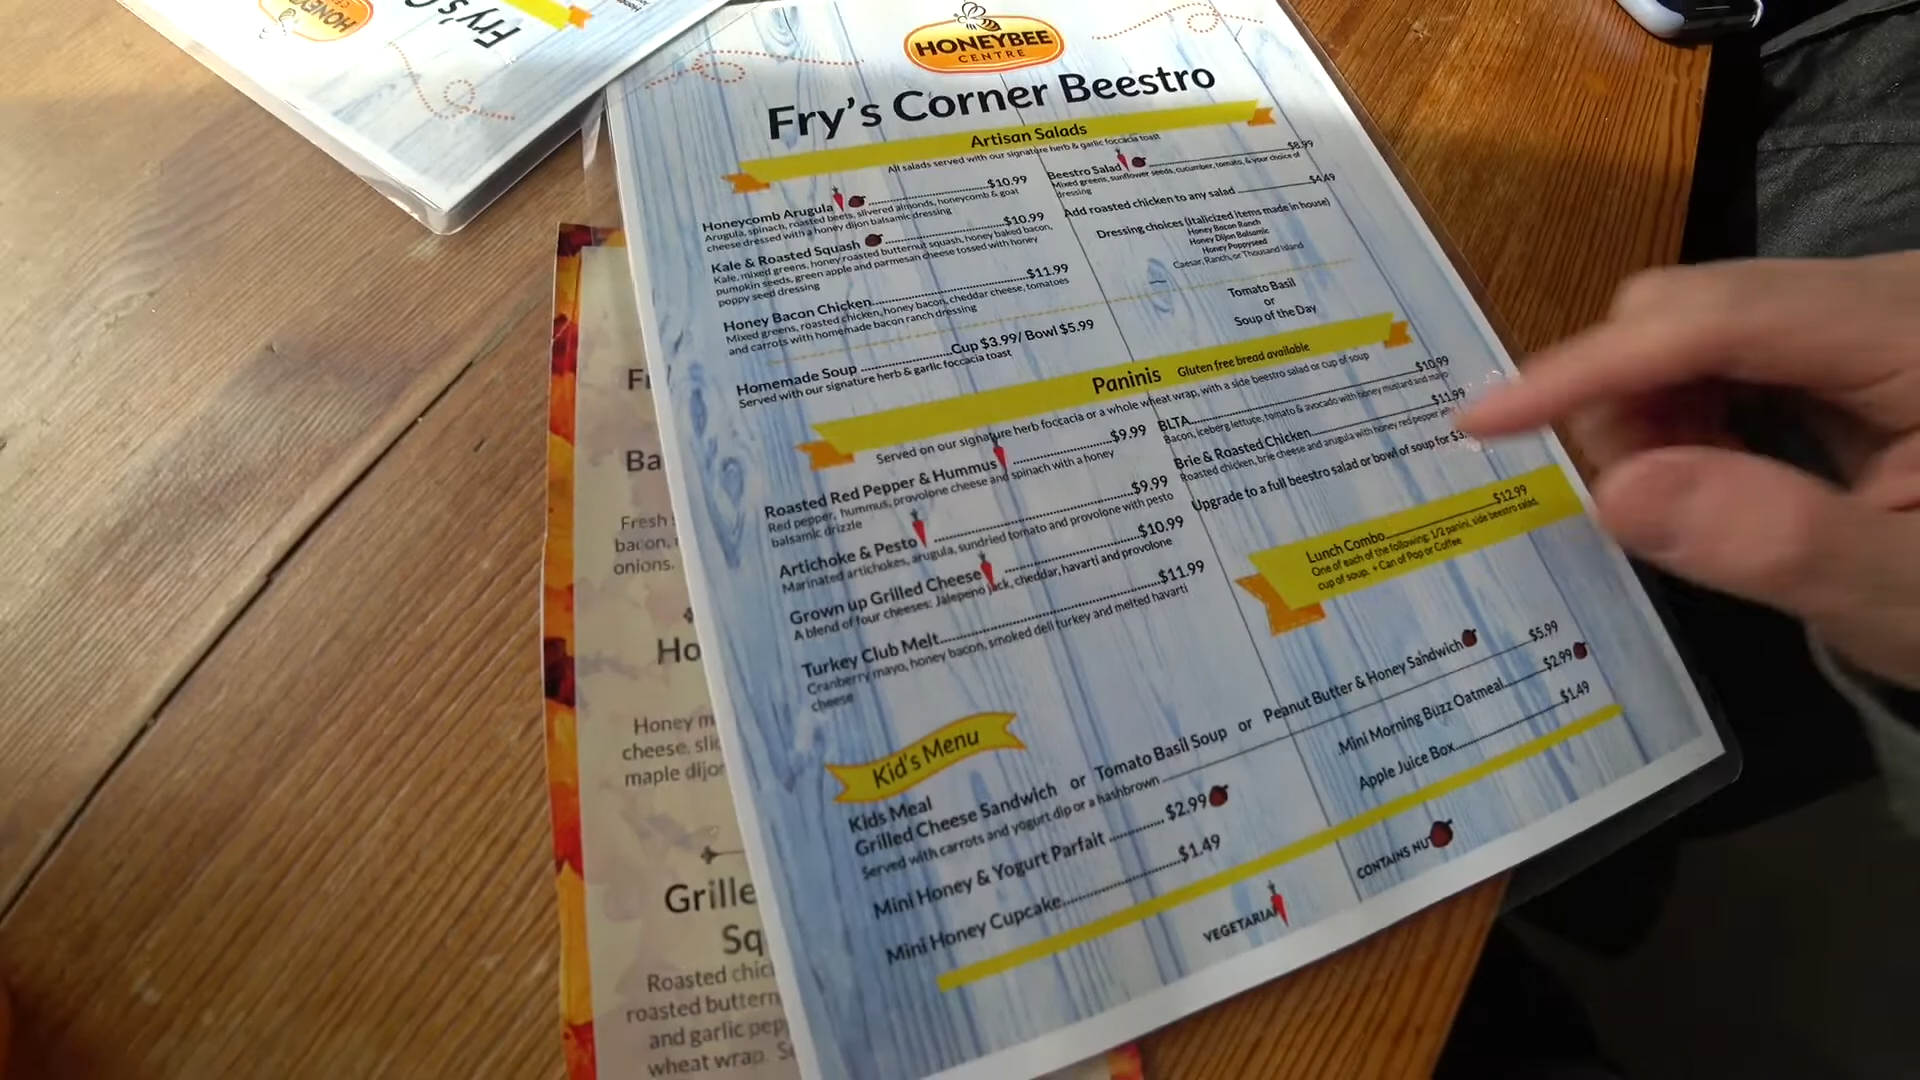 HONEYBEE
CENTRE
Fry's Corner Beestro
Artisan Salads
All salads served with our signature herb & garlic foccacia toast
Honeycomb Arugula $10.99
Arugula, spinach, roasted beets, slivered almonds, honeycomb & goat
cheese dressed with a honey dijon balsamic dressing
Kale & Roasted Squash $10.99
Kale, mixed greens, honey roasted butternut squash, honey baked bacon,
pumpkin seeds, green apple and parmesan cheese tossed with honey
poppy seed dressing
Honey Bacon Chicken $11.99
Mixed greens, roasted chicken, honey bacon, cheddar cheese, tomatoes
and carrots with homemade bacon ranch dressing
Homemade Soup Cup $3.99/ Bowl $5.99
Served with our signature herb & garlic foccacia toast
Beestro Salad $8.99
Mixed greens, sunflower seeds, cucumber, tomato, & your choice of
dressing
Add roasted chicken to any salad $4.49
Dressing choices (Italicized items made in house)
Honey Bacon Ranch
Honey Dijon Balsamic
Honey Poppyseed
Caesar, Ranch, or Thousand Island
Tomato Basil
or
Soup of the Day
Paninis Gluten free bread available
Served on our signature herb foccacia or a whole wheat wrap, with a side beestro salad or cup of soup
Roasted Red Pepper & Hummus $9.99
Red pepper, hummus, provolone cheese and spinach with a honey
balsamic drizzle
Artichoke & Pesto $9.99
Marinated artichokes, arugula, sundried tomato and provolone with pesto
Grown up Grilled Cheese $10.99
A blend of four cheeses: Jalepeno jack, cheddar, havarti and provolone
Turkey Club Melt $11.99
Cranberry mayo, honey bacon, smoked deli turkey and melted havarti
cheese
BLTA $10.99
Bacon, iceberg lettuce, tomato & avocado with honey mustard and mayo
Brie & Roasted Chicken $11.99
Roasted chicken, brie cheese and arugula with honey red pepper jelly
Upgrade to a full beestro salad or bowl of soup for $3.
Lunch Combo $12.99
One of each of the following: 1/2 panini, side beestro salad,
cup of soup. + Can of Pop or Coffee
Kid's Menu
Kids Meal
Grilled Cheese Sandwich or Tomato Basil Soup or Peanut Butter & Honey Sandwich $5.99
Served with carrots and yogurt dip or a hashbrown
Mini Honey & Yogurt Parfait $2.99
Mini Honey Cupcake $1.49
Mini Morning Buzz Oatmeal $2.99
Apple Juice Box $1.49
VEGETARIAN
CONTAINS NUT
HONEY
Fry's C
Ba
Fresh
bacon,
onions.
Ho
Honey m
cheese, slic
maple dijon
Grille
Sq
Roasted chic
roasted buttern
and garlic pep
wheat wrap.